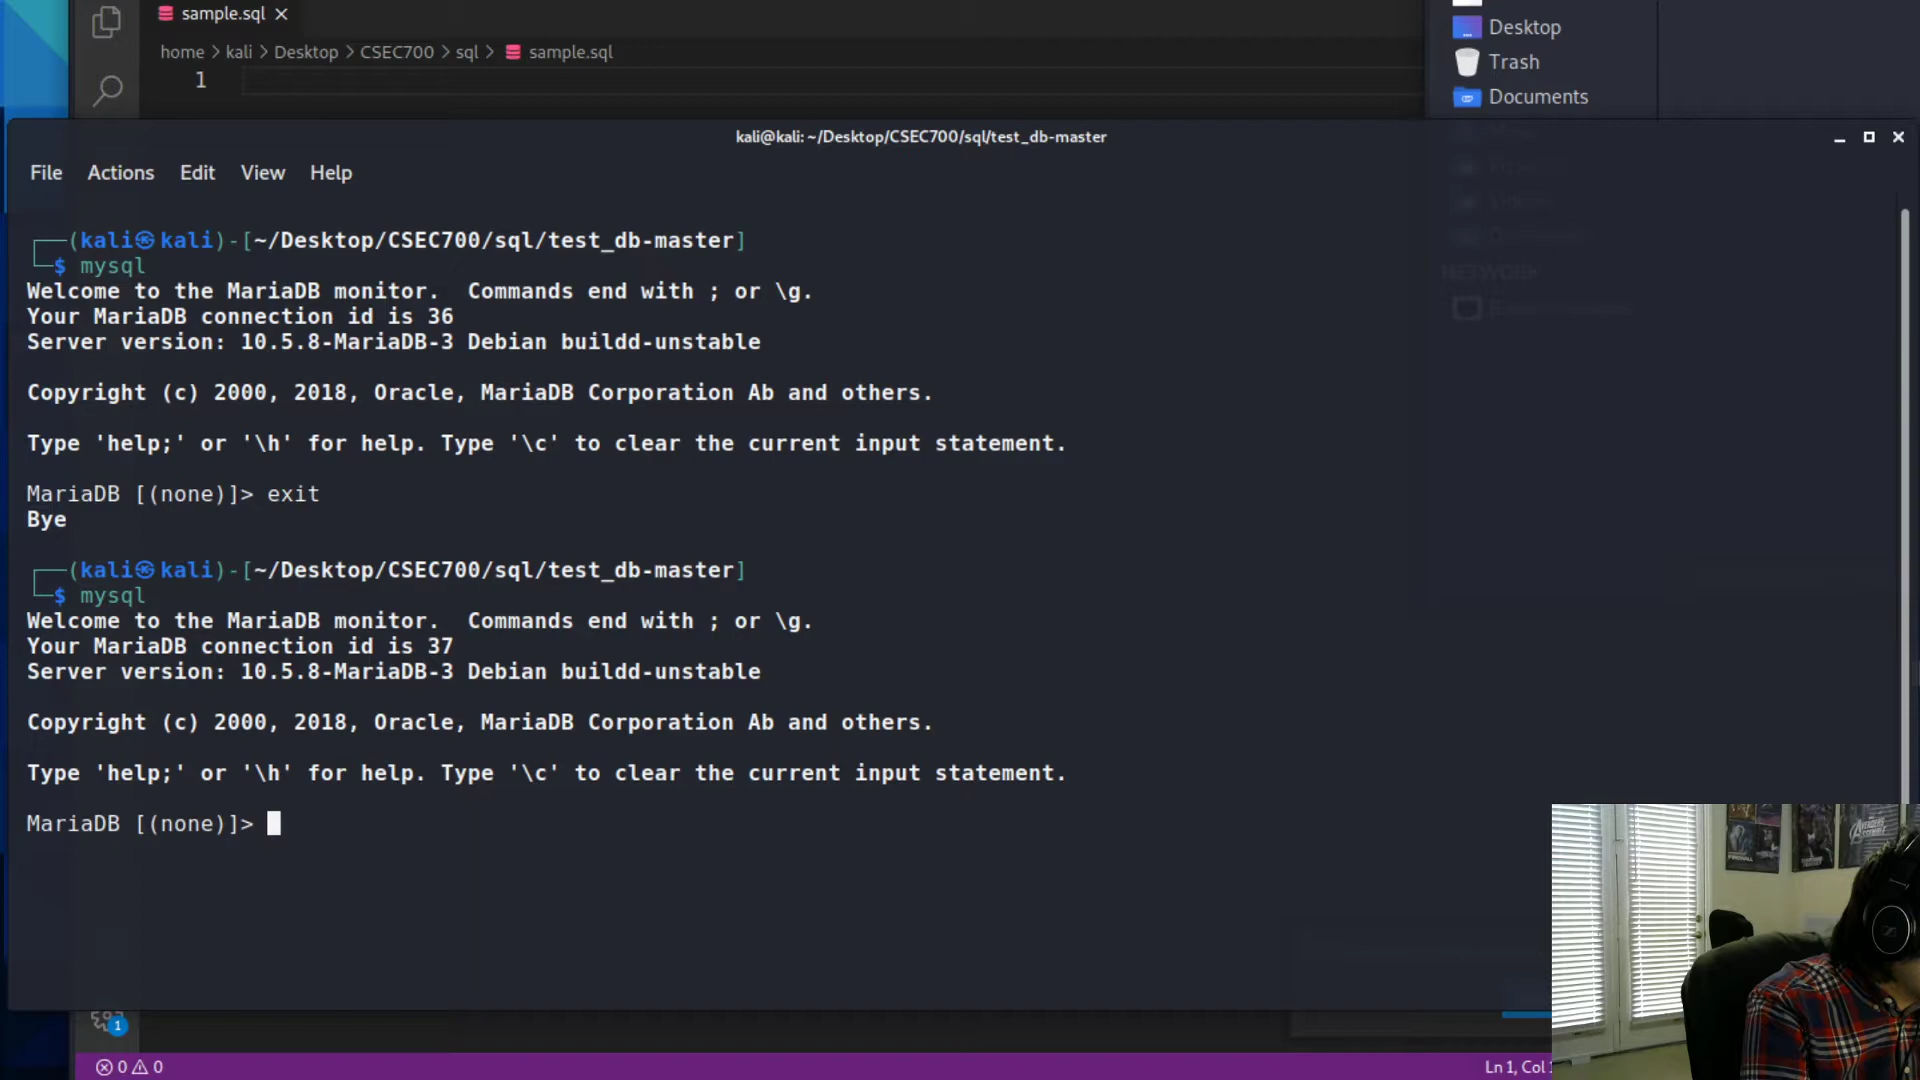 sample.sql
home > kali > Desktop > CSEC700 > sql > sample.sql
1
Desktop
Trash
Documents
kali@kali: ~/Desktop/CSEC700/sql/test_db-master
File Actions Edit View Help
NETWORK
(kali㉿kali)-[~/Desktop/CSEC700/sql/test_db-master]
$ mysql
Welcome to the MariaDB monitor.  Commands end with ; or \g.
Your MariaDB connection id is 36
Server version: 10.5.8-MariaDB-3 Debian buildd-unstable
Copyright (c) 2000, 2018, Oracle, MariaDB Corporation Ab and others.
Type 'help;' or '\h' for help. Type '\c' to clear the current input statement.
MariaDB [(none)]> exit
Bye
(kali㉿kali)-[~/Desktop/CSEC700/sql/test_db-master]
$ mysql
Welcome to the MariaDB monitor.  Commands end with ; or \g.
Your MariaDB connection id is 37
Server version: 10.5.8-MariaDB-3 Debian buildd-unstable
Copyright (c) 2000, 2018, Oracle, MariaDB Corporation Ab and others.
Type 'help;' or '\h' for help. Type '\c' to clear the current input statement.
MariaDB [(none)]>
AVENGERS
1
0 0
Ln 1, Col